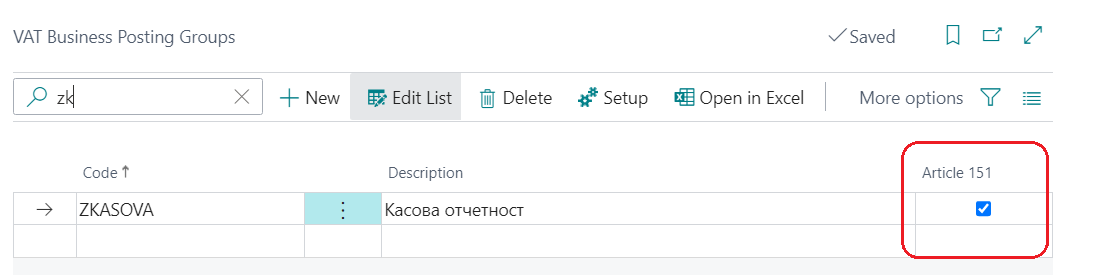 VAT Business Posting Groups
Saved
zk
New
Edit List
Delete
Setup
Open in Excel
More options
Code↑
Description
Article 151
ZKASOVA
Касова отчетност